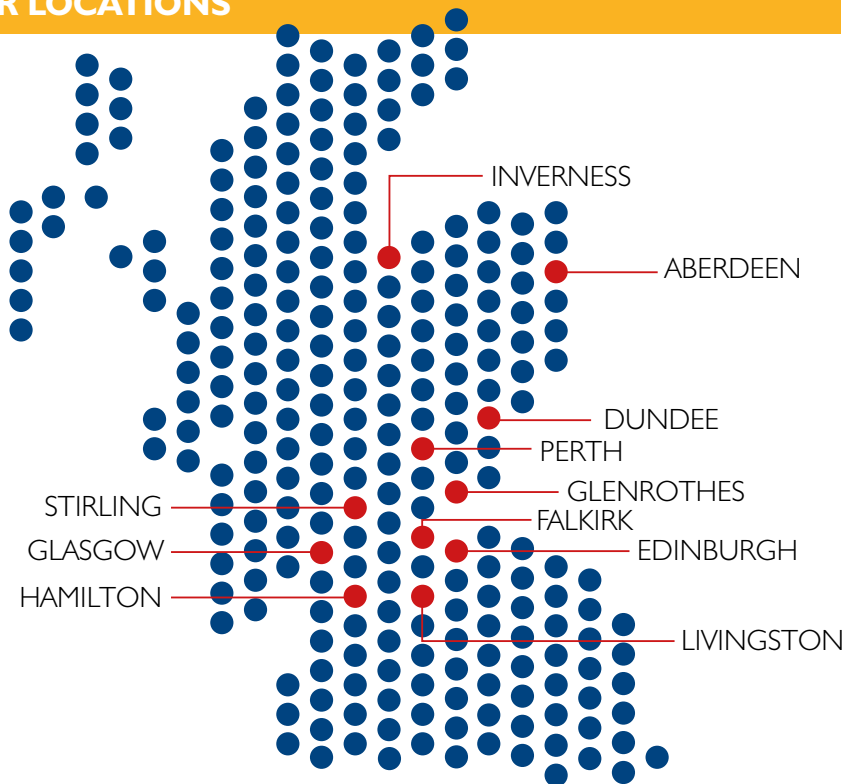 R LOCATIONS
INVERNESS
ABERDEEN
DUNDEE
PERTH
GLENROTHES
STIRLING
FALKIRK
GLASGOW
EDINBURGH
HAMILTON
LIVINGSTON